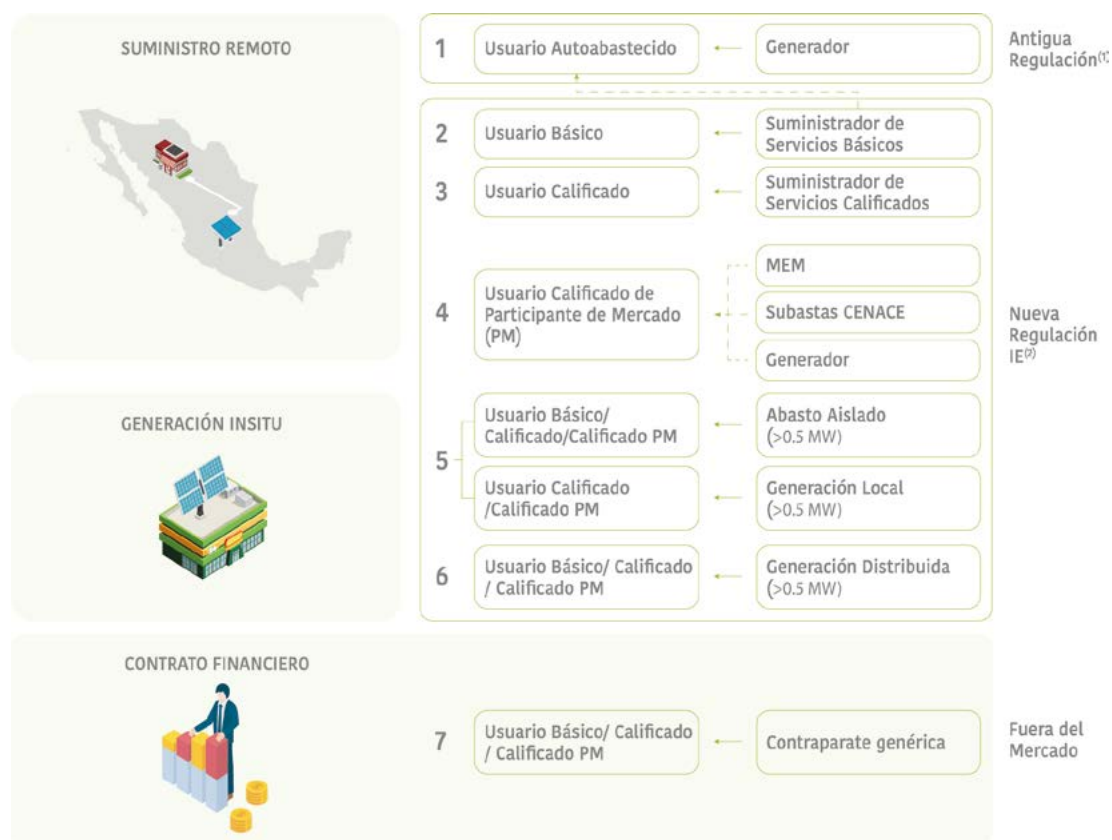 SUMINISTRO REMOTO
1
Usuario Autoabastecido
Generador
Antigua
Regulación(1)
2
Usuario Básico
Suministrador de
Servicios Básicos
3
Usuario Calificado
Suministrador de
Servicios Calificados
4
Usuario Calificado de
Participante de Mercado
(PM)
MEM
Subastas CENACE
Generador
Nueva
Regulación
IE(2)
GENERACIÓN INSITU
5
Usuario Básico/
Calificado/Calificado PM
Abasto Aislado
(>0.5 MW)
Usuario Calificado
/Calificado PM
Generación Local
(>0.5 MW)
6
Usuario Básico/ Calificado
/ Calificado PM
Generación Distribuida
(>0.5 MW)
CONTRATO FINANCIERO
7
Usuario Básico/ Calificado
/ Calificado PM
Contraparate genérica
Fuera del
Mercado